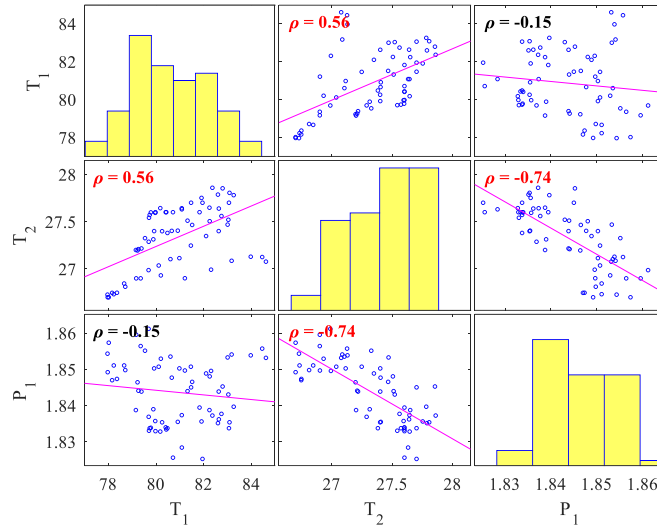 84
82
80
78
T1
ρ = 0.56
ρ = -0.15
28
27.5
27
T2
ρ = 0.56
ρ = -0.74
1.86
1.85
1.84
1.83
P1
ρ = -0.15
ρ = -0.74
78 80 82 84
27 27.5 28
1.83 1.84 1.85 1.86
T1 T2 P1